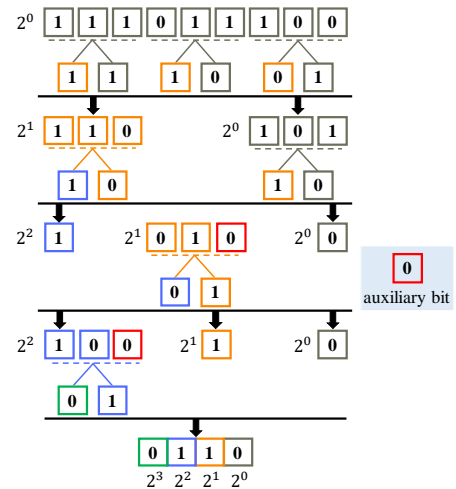 2⁰ 1 1 1 0 1 1 1 0 0
1 1 1 0 0 1
2¹ 1 1 0 2⁰ 1 0 1
1 0 1 0
2² 1 2¹ 0 1 0 2⁰ 0
0 1
0
auxiliary bit
2² 1 0 0 2¹ 1 2⁰ 0
0 1
0 1 1 0
2³ 2² 2¹ 2⁰